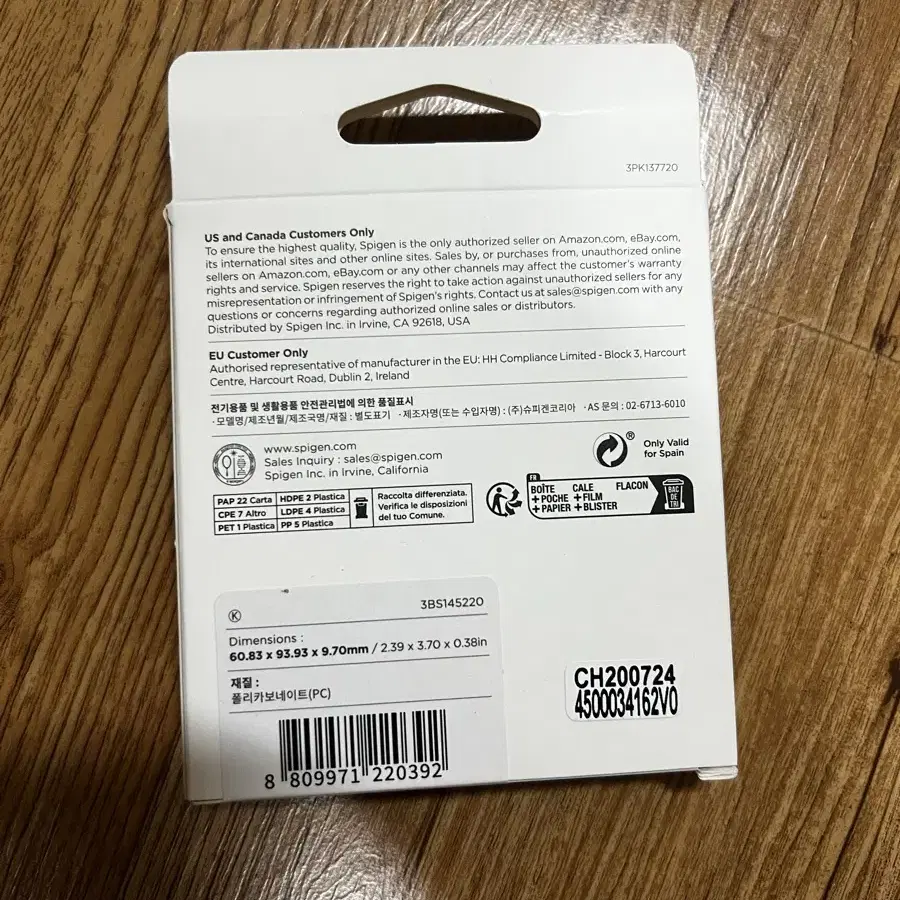 3PK137720
US and Canada Customers Only
To ensure the highest quality, Spigen is the only authorized seller on Amazon.com, eBay.com,
its international sites and other online sites. Sales by, or purchases from, unauthorized online
sellers on Amazon.com, eBay.com or any other channels may affect the customer's warranty
rights and service. Spigen reserves the right to take action against unauthorized sellers for any
misrepresentation or infringement of Spigen's rights. Contact us at sales@spigen.com with any
questions or concerns regarding authorized online sales or distributors.
Distributed by Spigen Inc. in Irvine, CA 92618, USA
EU Customer Only
Authorised representative of manufacturer in the EU: HH Compliance Limited - Block 3, Harcourt
Centre, Harcourt Road, Dublin 2, Ireland
전기용품 및 생활용품 안전관리법에 의한 품질표시
·모델명/제조년월/제조국명/재질 : 별도표기 ·제조자명(또는 수입자명) : (주)슈피겐코리아 ·AS 문의 : 02-6713-6010
www.spigen.com
Sales Inquiry : sales@spigen.com
Spigen Inc. in Irvine, California
®
Only Valid
for Spain
PAP 22 Carta HDPE 2 Plastica
CPE 7 Altro LDPE 4 Plastica
PET 1 Plastica PP 5 Plastica
Raccolta differenziata.
Verifica le disposizioni
del tuo Comune.
FR
BOÎTE CALE FLACON
+ POCHE + FILM
+ PAPIER + BLISTER
BAC
DE
TRI
K
3BS145220
Dimensions :
60.83 x 93.93 x 9.70mm / 2.39 x 3.70 x 0.38in
재질 :
폴리카보네이트(PC)
8 809971 220392
CH200724
4500034162V0